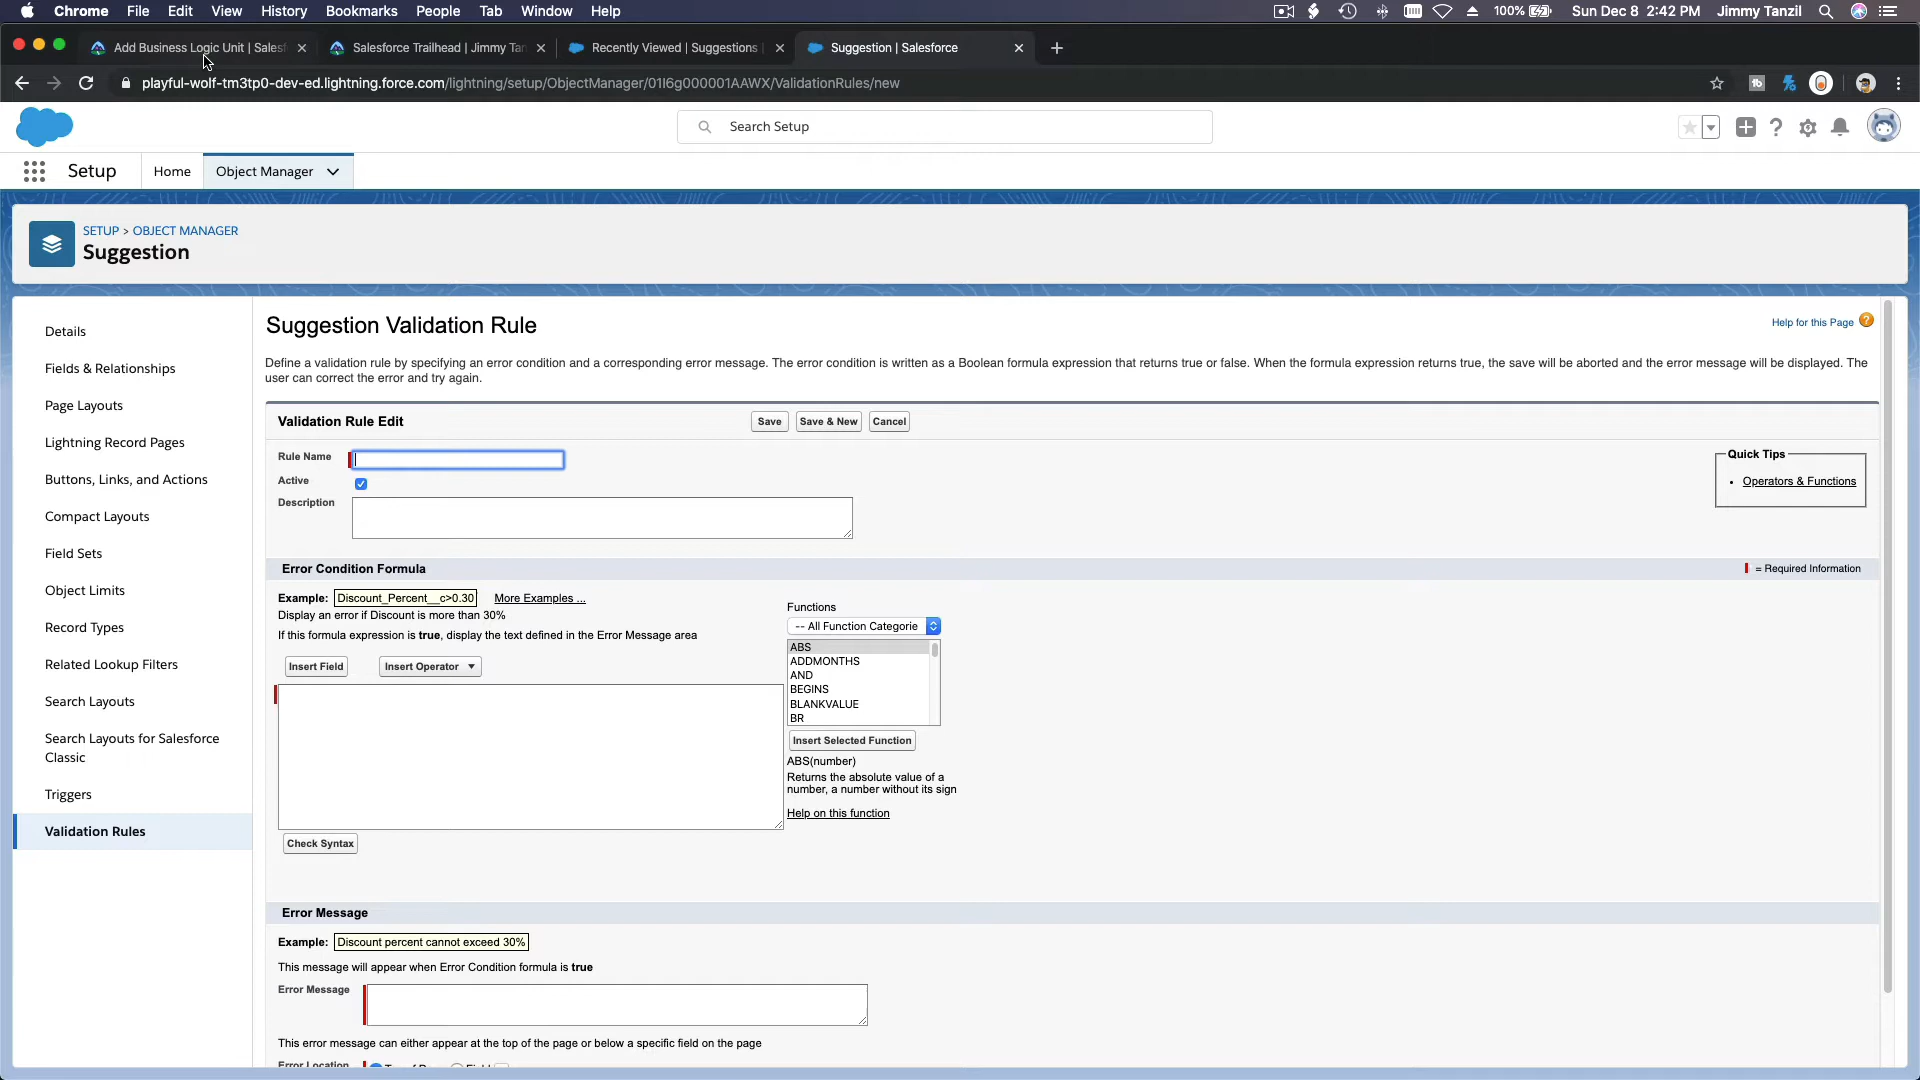 Chrome File Edit View History Bookmarks People Tab Window Help 100% Sun Dec 8 2:42 PM Jimmy Tanzil
Add Business Logic Unit | Salesf
Salesforce Trailhead | Jimmy Tan
Recently Viewed | Suggestions |
Suggestion | Salesforce
playful-wolf-tm3tp0-dev-ed.lightning.force.com/lightning/setup/ObjectManager/01I6g000001AAWX/ValidationRules/new
Search Setup
Setup
Home
Object Manager
SETUP > OBJECT MANAGER
Suggestion
Details
Fields & Relationships
Page Layouts
Lightning Record Pages
Buttons, Links, and Actions
Compact Layouts
Field Sets
Object Limits
Record Types
Related Lookup Filters
Search Layouts
Search Layouts for Salesforce
Classic
Triggers
Validation Rules
Suggestion Validation Rule
Help for this Page ?
Define a validation rule by specifying an error condition and a corresponding error message. The error condition is written as a Boolean formula expression that returns true or false. When the formula expression returns true, the save will be aborted and the error message will be displayed. The
user can correct the error and try again.
Validation Rule Edit
Save
Save & New
Cancel
Rule Name
Active
Description
Quick Tips
• Operators & Functions
Error Condition Formula
= Required Information
Example: Discount_Percent__c>0.30 More Examples ...
Display an error if Discount is more than 30%
If this formula expression is true, display the text defined in the Error Message area
Insert Field
Insert Operator
Functions
-- All Function Categorie
ABS
ADDMONTHS
AND
BEGINS
BLANKVALUE
BR
Insert Selected Function
ABS(number)
Returns the absolute value of a
number, a number without its sign
Help on this function
Check Syntax
Error Message
Example: Discount percent cannot exceed 30%
This message will appear when Error Condition formula is true
Error Message
This error message can either appear at the top of the page or below a specific field on the page
Error Location